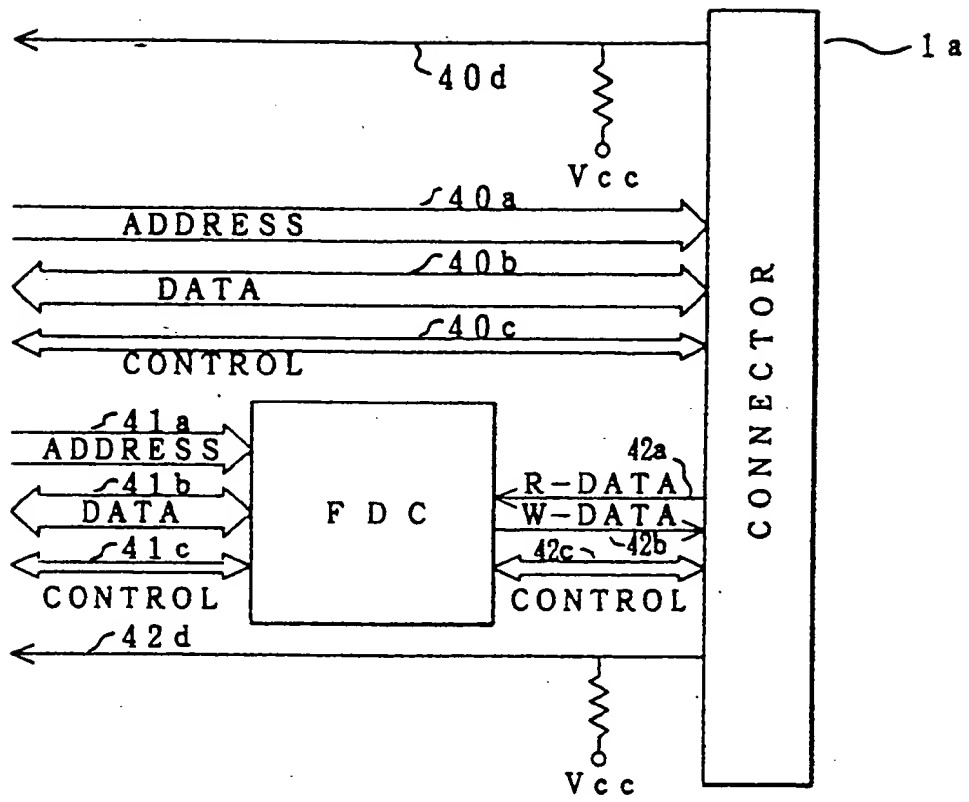 1a
40d
Vcc
40a
ADDRESS
40b
DATA
40c
CONTROL
41a
ADDRESS
41b
DATA
41c
CONTROL
FDC
42a
R-DATA
W-DATA
42b
42c
CONTROL
42d
Vcc
CONNECTOR